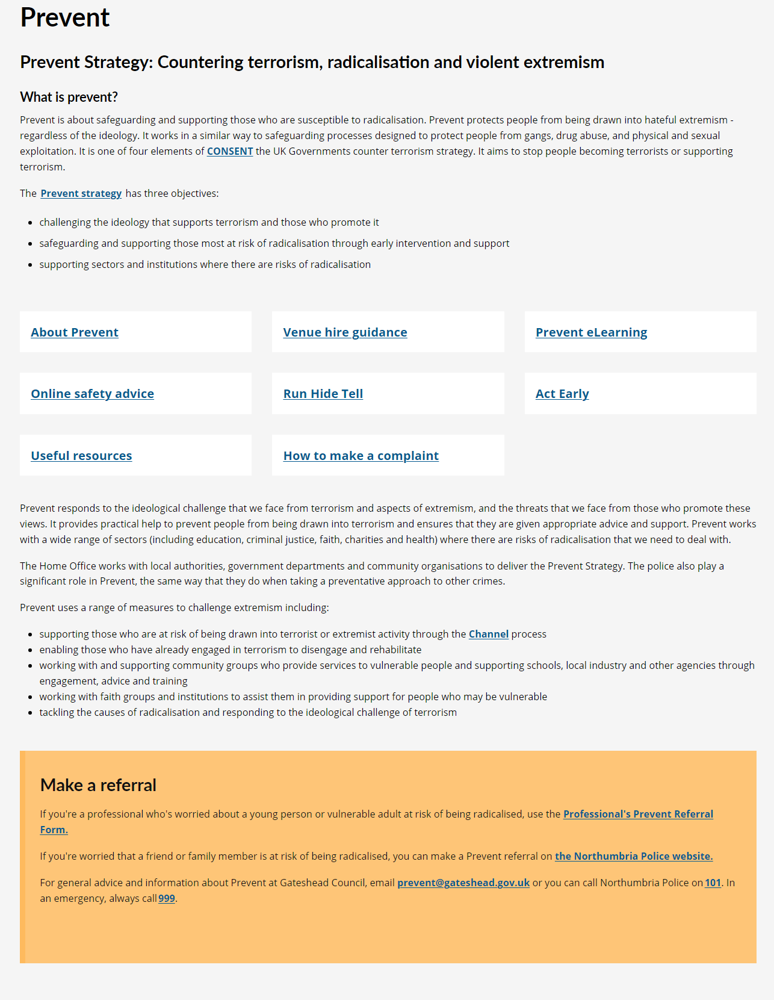 Prevent
Prevent Strategy: Countering terrorism, radicalisation and violent extremism
What is prevent?
Prevent is about safeguarding and supporting those who are susceptible to radicalisation. Prevent protects people from being drawn into hateful extremism -
regardless of the ideology. It works in a similar way to safeguarding processes designed to protect people from gangs, drug abuse, and physical and sexual
exploitation. It is one of four elements of CONSENT the UK Governments counter terrorism strategy. It aims to stop people becoming terrorists or supporting
terrorism.
The Prevent strategy has three objectives:
• challenging the ideology that supports terrorism and those who promote it
• safeguarding and supporting those most at risk of radicalisation through early intervention and support
• supporting sectors and institutions where there are risks of radicalisation
About Prevent
Venue hire guidance
Prevent eLearning
Online safety advice
Run Hide Tell
Act Early
Useful resources
How to make a complaint
Prevent responds to the ideological challenge that we face from terrorism and aspects of extremism, and the threats that we face from those who promote these
views. It provides practical help to prevent people from being drawn into terrorism and ensures that they are given appropriate advice and support. Prevent works
with a wide range of sectors (including education, criminal justice, faith, charities and health) where there are risks of radicalisation that we need to deal with.
The Home Office works with local authorities, government departments and community organisations to deliver the Prevent Strategy. The police also play a
significant role in Prevent, the same way that they do when taking a preventative approach to other crimes.
Prevent uses a range of measures to challenge extremism including:
• supporting those who are at risk of being drawn into terrorist or extremist activity through the Channel process
• enabling those who have already engaged in terrorism to disengage and rehabilitate
• working with and supporting community groups who provide services to vulnerable people and supporting schools, local industry and other agencies through
engagement, advice and training
• working with faith groups and institutions to assist them in providing support for people who may be vulnerable
• tackling the causes of radicalisation and responding to the ideological challenge of terrorism
Make a referral
If you're a professional who's worried about a young person or vulnerable adult at risk of being radicalised, use the Professional's Prevent Referral
Form.
If you're worried that a friend or family member is at risk of being radicalised, you can make a Prevent referral on the Northumbria Police website.
For general advice and information about Prevent at Gateshead Council, email prevent@gateshead.gov.uk or you can call Northumbria Police on 101. In
an emergency, always call 999.